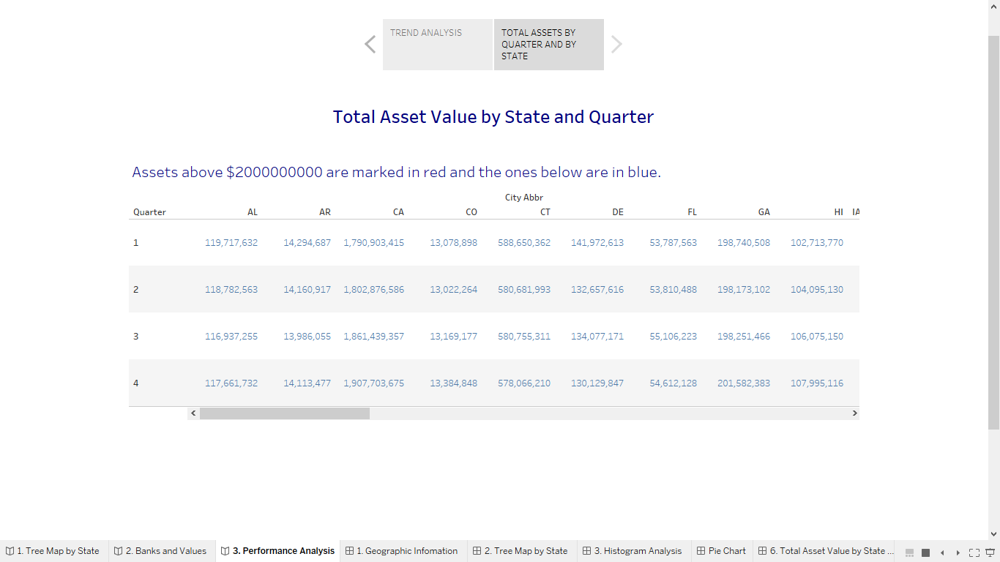 TREND ANALYSIS
TOTAL ASSETS BY
QUARTER AND BY
STATE
Total Asset Value by State and Quarter
Assets above $2000000000 are marked in red and the ones below are in blue.
City Abbr
Quarter AL AR CA CO CT DE FL GA HI IA
1 119,717,632 14,294,687 1,790,903,415 13,078,898 588,650,362 141,972,613 53,787,563 198,740,508 102,713,770
2 118,782,563 14,160,917 1,802,876,586 13,022,264 580,681,993 132,657,616 53,810,488 198,173,102 104,095,130
3 116,937,255 13,986,055 1,861,439,357 13,169,177 580,755,311 134,077,171 55,106,223 198,251,466 106,075,150
4 117,661,732 14,113,477 1,907,703,675 13,384,848 578,066,210 130,129,847 54,612,128 201,582,383 107,995,116
1. Tree Map by State 2. Banks and Values 3. Performance Analysis 1. Geographic Infomation 2. Tree Map by State 3. Histogram Analysis Pie Chart 6. Total Asset Value by State ...